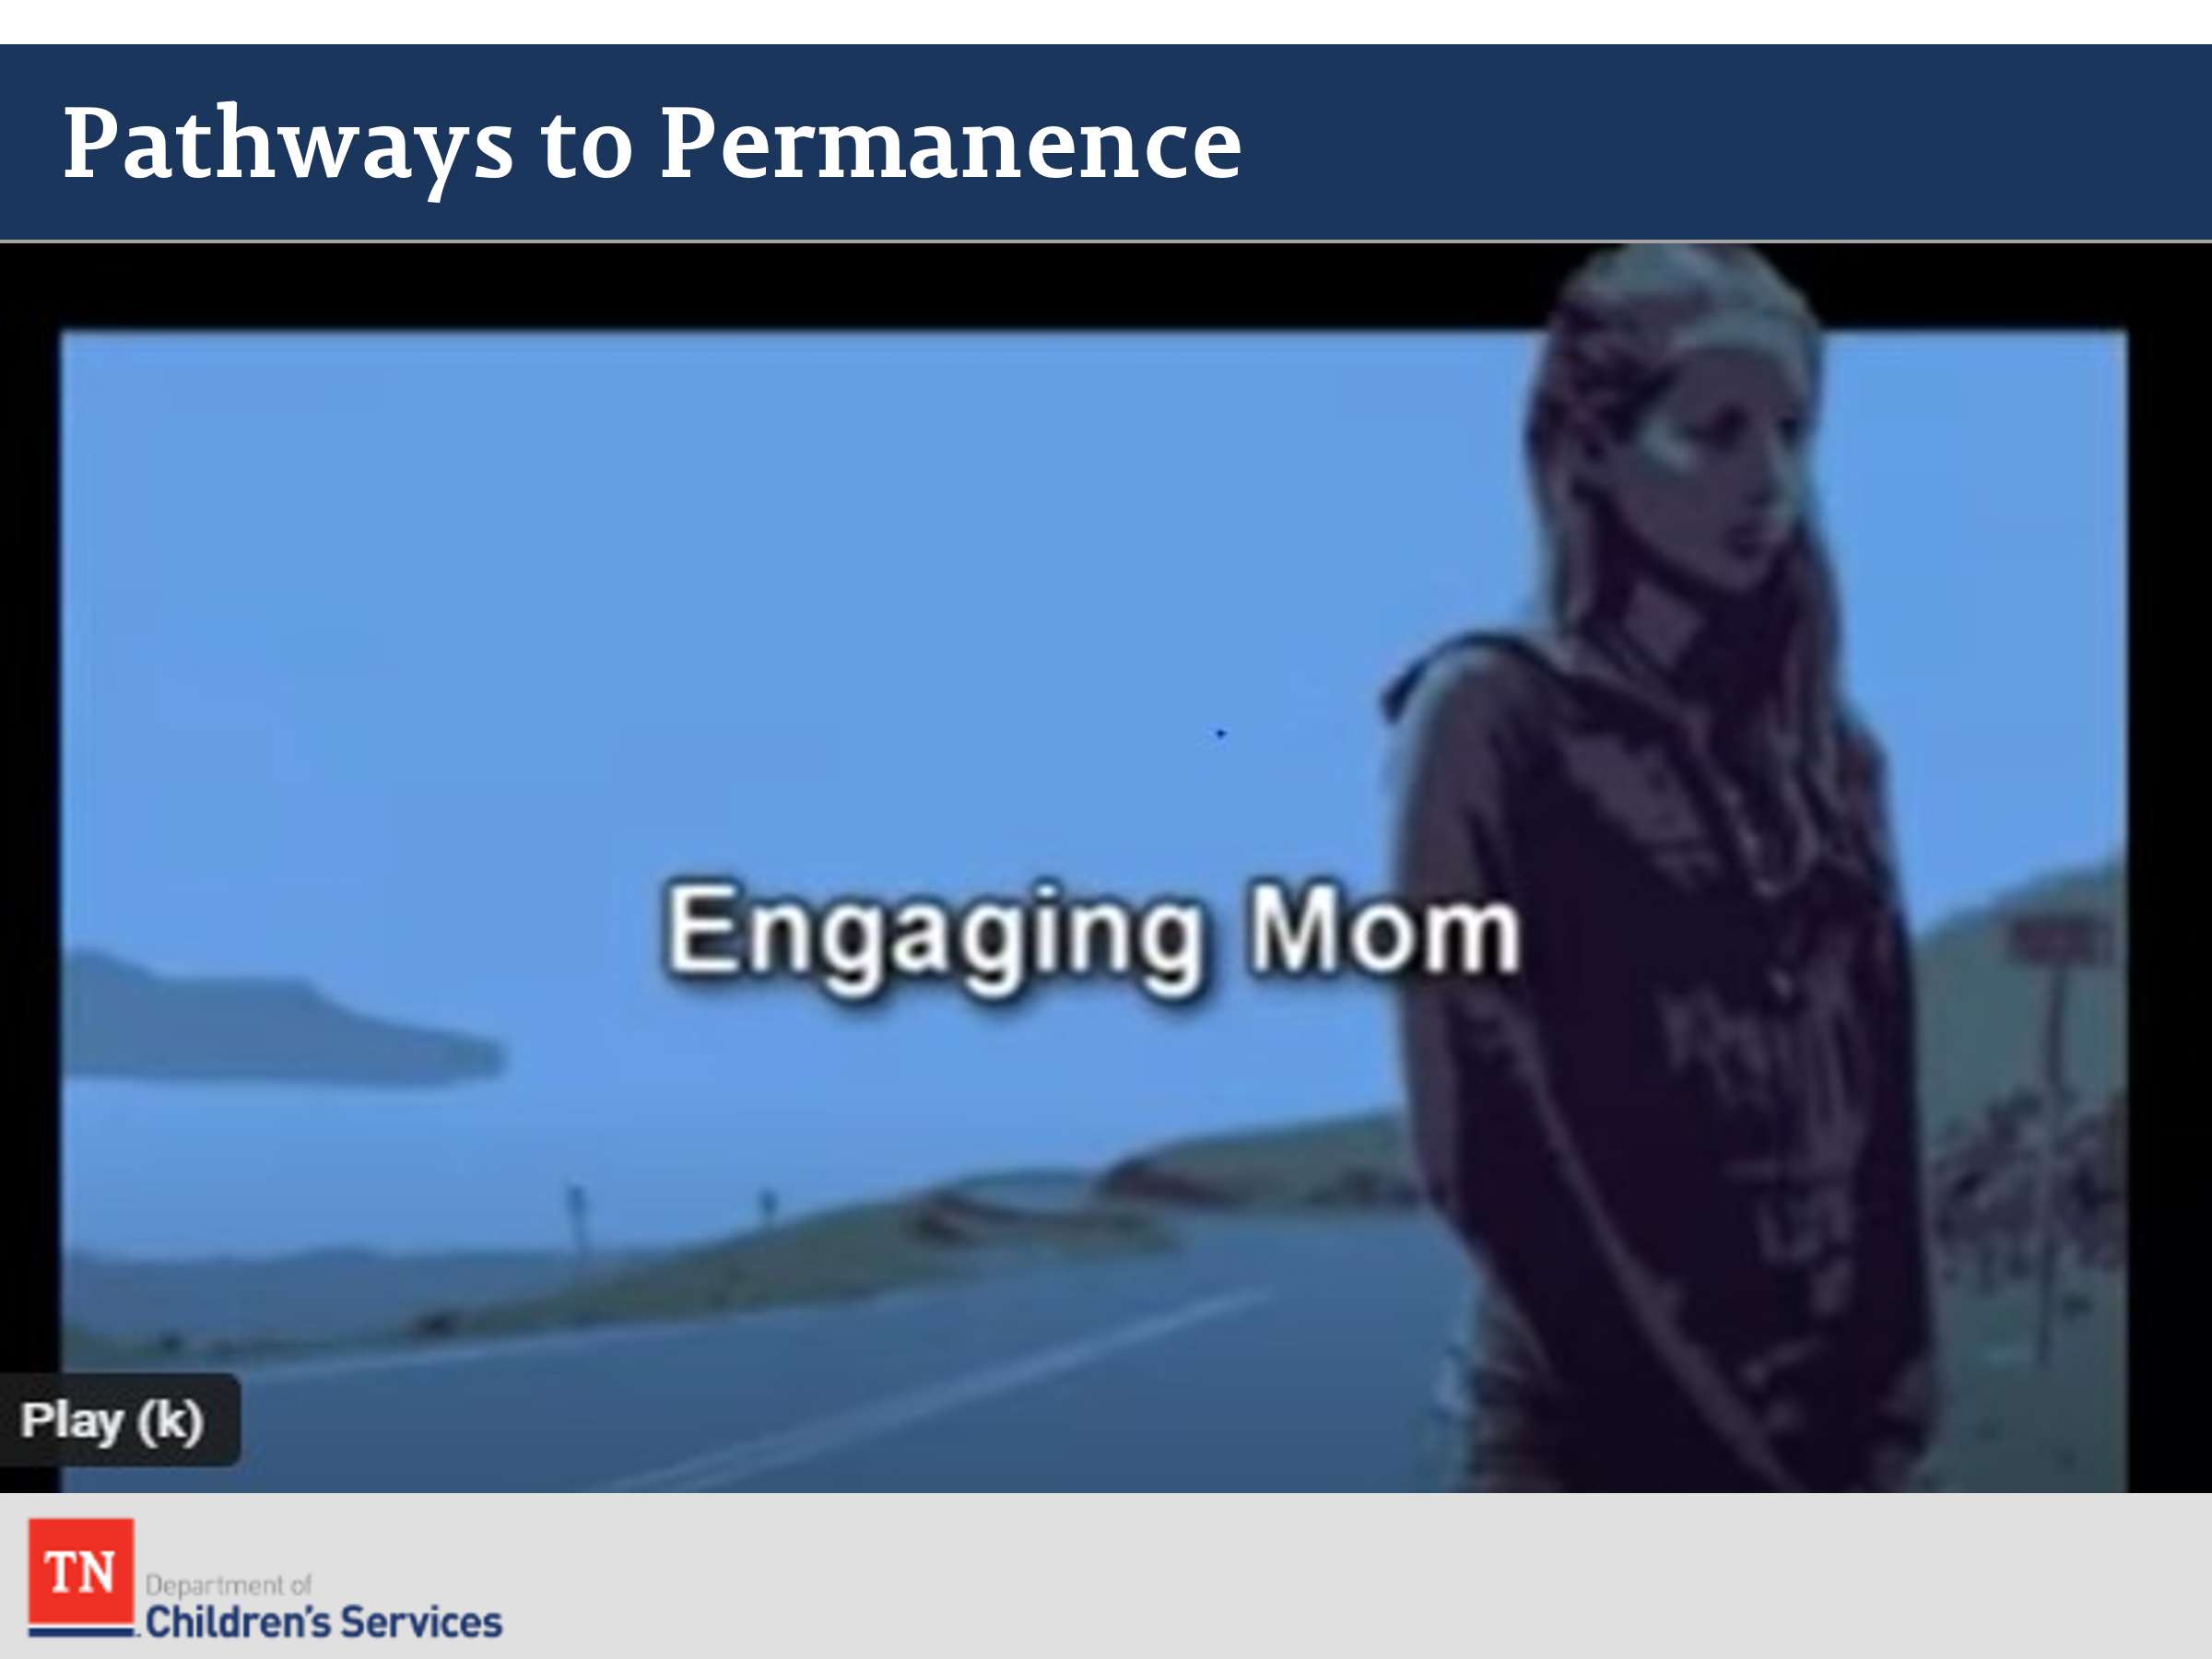 Pathways to Permanence
Engaging Mom
Play (k)
TN
Department of
Children's Services